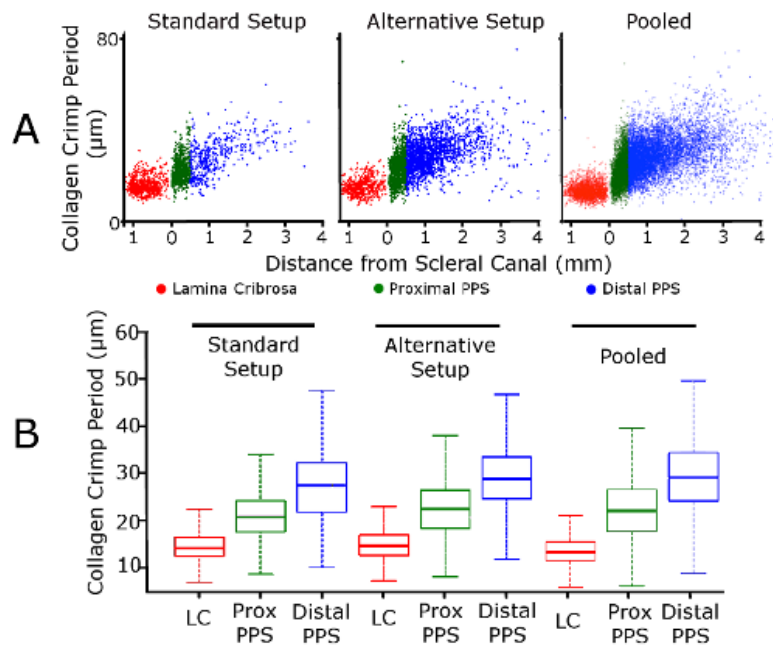 Standard Setup Alternative Setup Pooled
A
Collagen Crimp Period
(μm)
80
0
1 0 1 2 3 4 1 0 1 2 3 4 1 0 1 2 3 4
Distance from Scleral Canal (mm)
Lamina Cribrosa Proximal PPS Distal PPS
B
Collagen Crimp Period (μm)
60
50
40
30
20
10
Standard
Setup
Alternative
Setup
Pooled
LC Prox
PPS Distal
PPS LC Prox
PPS Distal
PPS LC Prox
PPS Distal
PPS